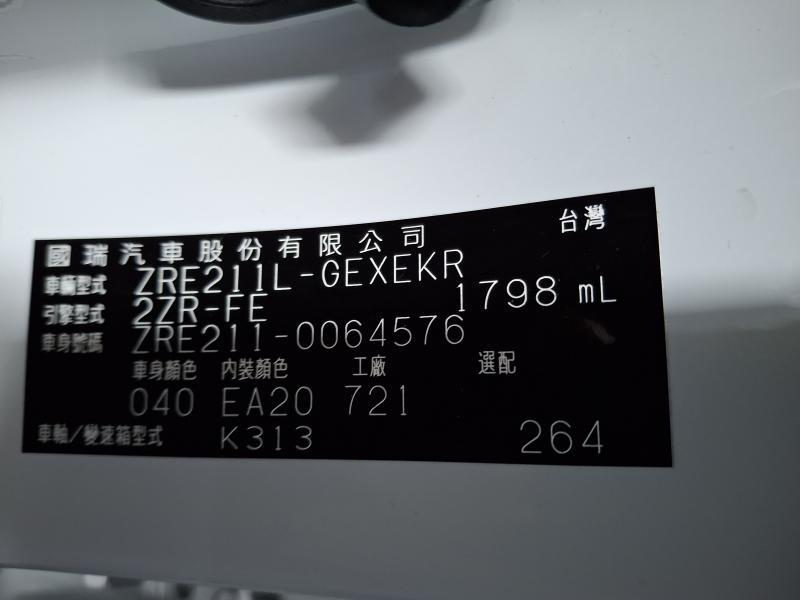 國瑞汽車股份有限公司 台灣
車輛型式 ZRE211L-GEXEKR
引擎型式 2ZR-FE 1798 mL
車身號碼 ZRE211-0064576
車身顏色 內裝顏色 工廠 選配
040 EA20 721
車軸/變速箱型式 K313 264